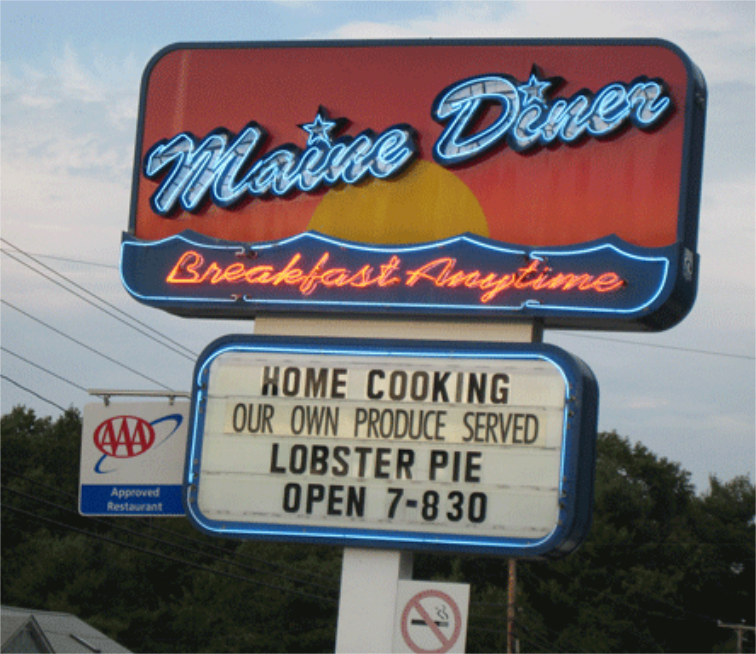 Maine Diner
Breakfast Anytime
HOME COOKING
OUR OWN PRODUCE SERVED
LOBSTER PIE
OPEN 7-830
AAA
Approved
Restaurant